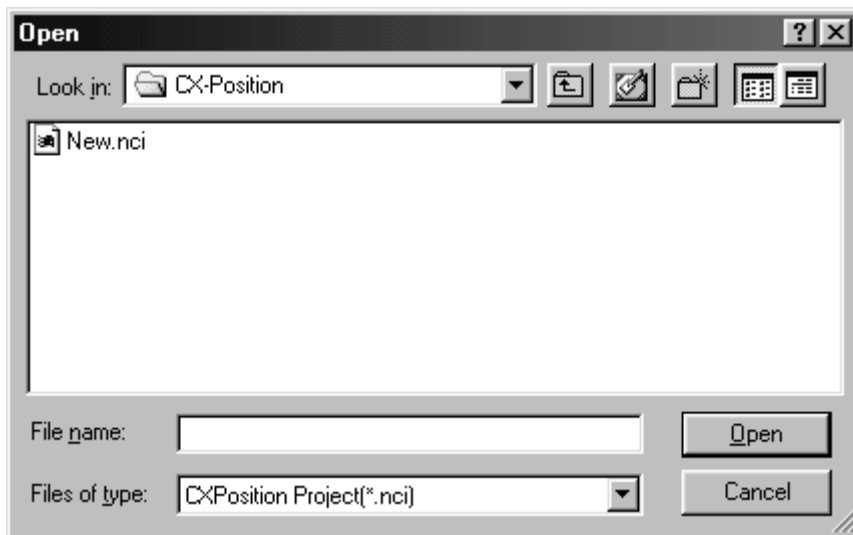 Open
Look in: CX-Position
New.nci
File name: Open
Files of type: CXPosition Project(*.nci) Cancel